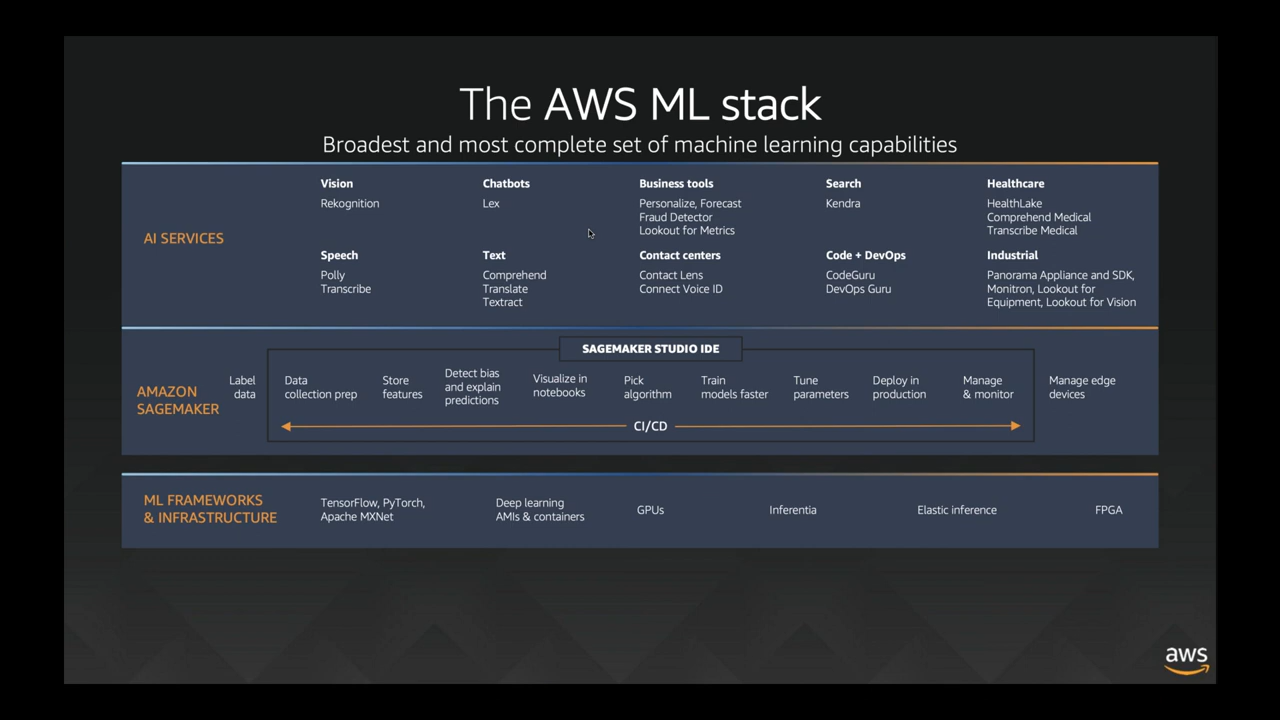 The AWS ML stack
Broadest and most complete set of machine learning capabilities
AI SERVICES
Vision
Rekognition
Chatbots
Lex
Business tools
Personalize, Forecast
Fraud Detector
Lookout for Metrics
Search
Kendra
Healthcare
HealthLake
Comprehend Medical
Transcribe Medical
Speech
Polly
Transcribe
Text
Comprehend
Translate
Textract
Contact centers
Contact Lens
Connect Voice ID
Code + DevOps
CodeGuru
DevOps Guru
Industrial
Panorama Appliance and SDK,
Monitron, Lookout for
Equipment, Lookout for Vision
AMAZON
SAGEMAKER
SAGEMAKER STUDIO IDE
Label
data
Data
collection prep
Store
features
Detect bias
and explain
predictions
Visualize in
notebooks
Pick
algorithm
Train
models faster
Tune
parameters
Deploy in
production
Manage
& monitor
Manage edge
devices
CI/CD
ML FRAMEWORKS
& INFRASTRUCTURE
TensorFlow, PyTorch,
Apache MXNet
Deep learning
AMIs & containers
GPUs
Inferentia
Elastic inference
FPGA
aws